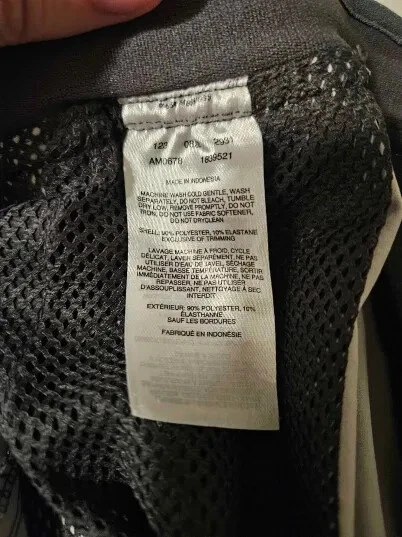 AM0678 1889521
MADE IN INDONESIA
MACHINE WASH COLD GENTLE, WASH
SEPARATELY, DO NOT BLEACH, TUMBLE
DRY LOW, REMOVE PROMPTLY, DO NOT
IRON, DO NOT USE FABRIC SOFTENER,
DO NOT DRYCLEAN
SHELL: 90% POLYESTER, 10% ELASTANE
EXCLUSIVE OF TRIMMING
LAVAGE MACHINE À FROID, CYCLE
DÉLICAT, LAVER SÉPARÉMENT, NE PAS
UTILISER D'EAU DE JAVEL, SÉCHAGE
MACHINE, BASSE TEMPÉRATURE, SORTIR
IMMÉDIATEMENT DE LA MACHINE, NE PAS
REPASSER, NE PAS UTILISER
D'ASSOUPLISSANT, NETTOYAGE À SEC
INTERDIT
EXTÉRIEUR: 90% POLYESTER, 10%
ÉLASTHANNE
SAUF LES BORDURES
FABRIQUÉ EN INDONÉSIE